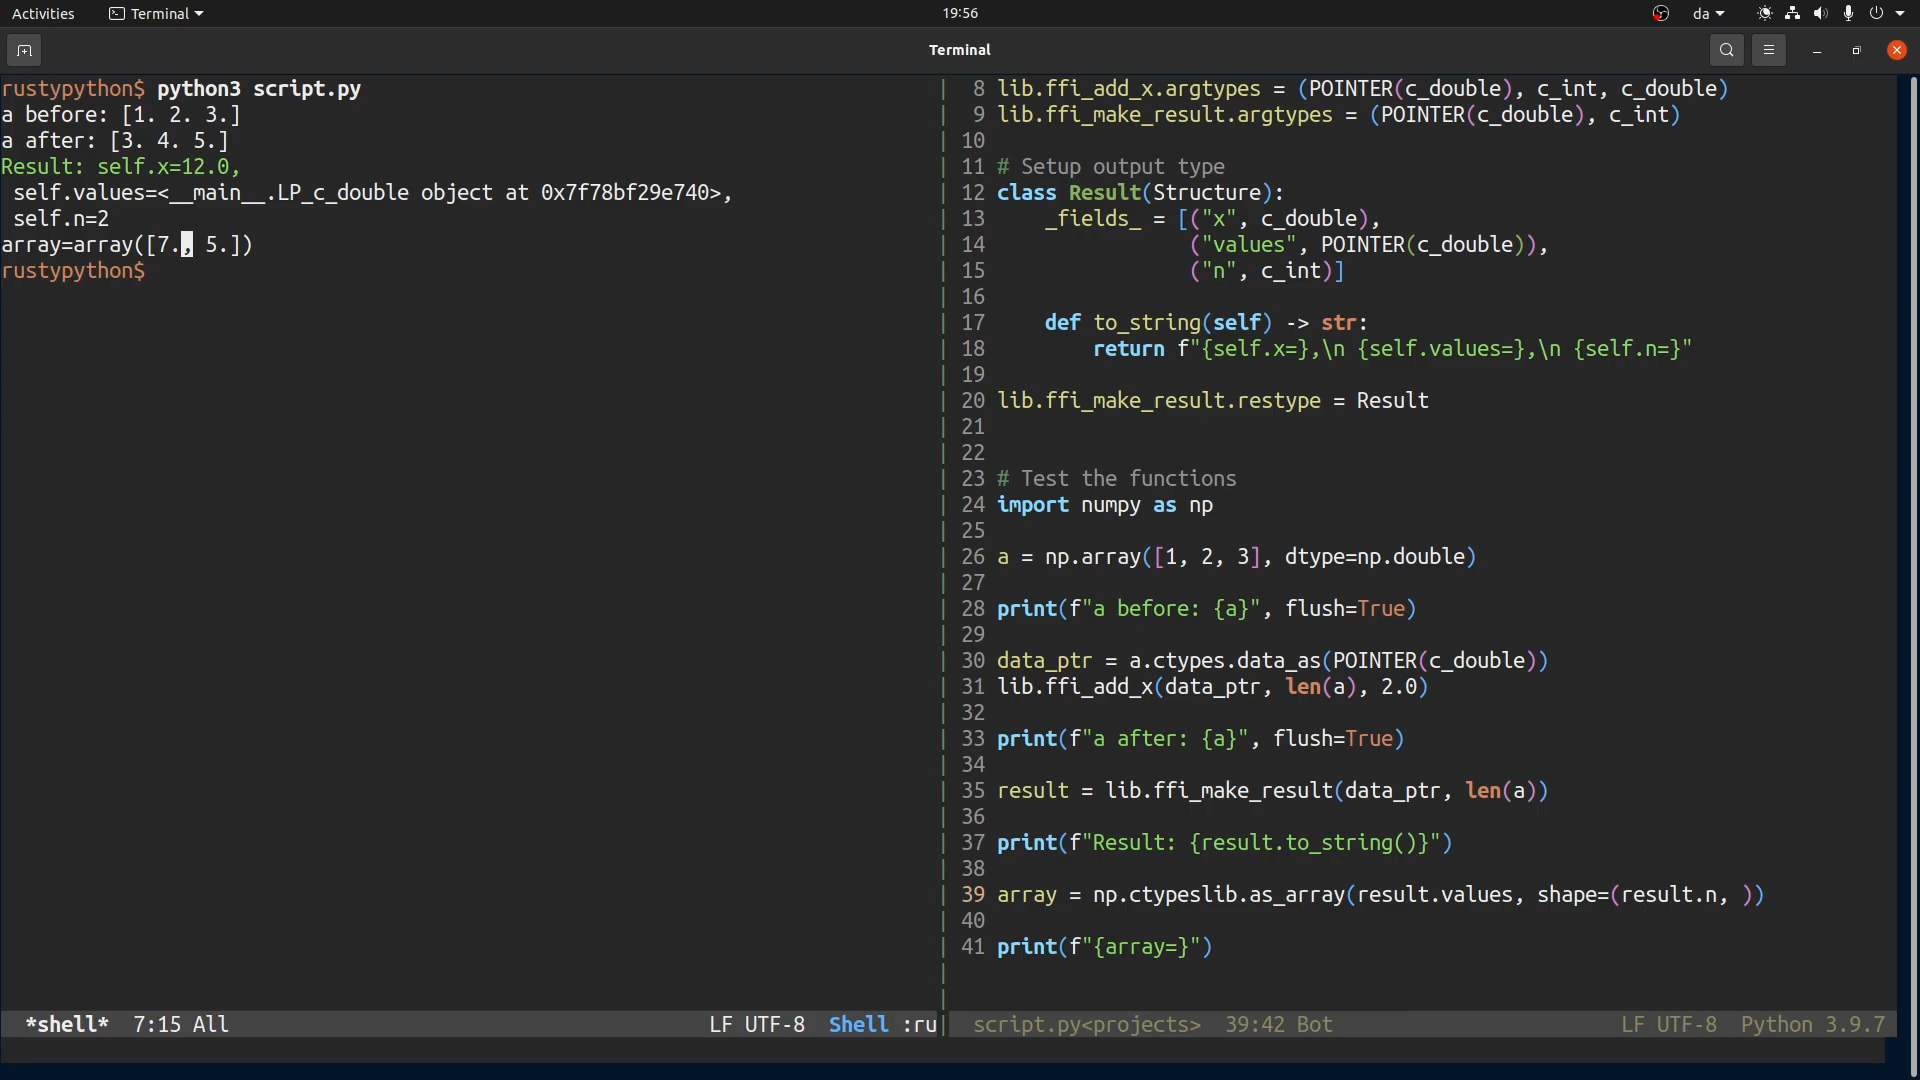 Activities Terminal 19:56 da
Terminal
rustypython$ python3 script.py
a before: [1. 2. 3.]
a after: [3. 4. 5.]
Result: self.x=12.0,
 self.values=<__main__.LP_c_double object at 0x7f78bf29e740>,
 self.n=2
array=array([7., 5.])
rustypython$
8 lib.ffi_add_x.argtypes = (POINTER(c_double), c_int, c_double)
9 lib.ffi_make_result.argtypes = (POINTER(c_double), c_int)
10
11 # Setup output type
12 class Result(Structure):
13     _fields_ = [("x", c_double),
14                 ("values", POINTER(c_double)),
15                 ("n", c_int)]
16
17     def to_string(self) -> str:
18         return f"{self.x=},\n {self.values=},\n {self.n=}"
19
20 lib.ffi_make_result.restype = Result
21
22
23 # Test the functions
24 import numpy as np
25
26 a = np.array([1, 2, 3], dtype=np.double)
27
28 print(f"a before: {a}", flush=True)
29
30 data_ptr = a.ctypes.data_as(POINTER(c_double))
31 lib.ffi_add_x(data_ptr, len(a), 2.0)
32
33 print(f"a after: {a}", flush=True)
34
35 result = lib.ffi_make_result(data_ptr, len(a))
36
37 print(f"Result: {result.to_string()}")
38
39 array = np.ctypeslib.as_array(result.values, shape=(result.n, ))
40
41 print(f"{array=}")
*shell* 7:15 All LF UTF-8 Shell :ru
script.py<projects> 39:42 Bot LF UTF-8 Python 3.9.7